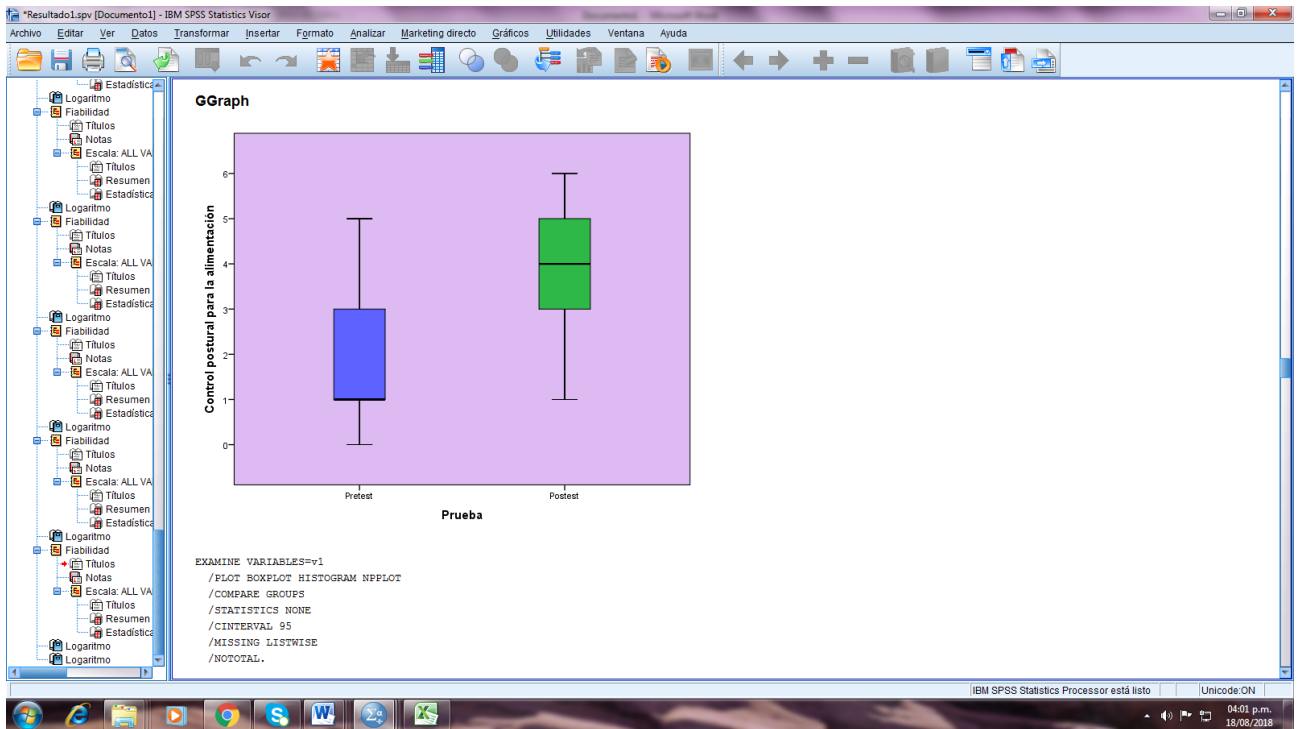 *Resultado1.spv [Documento1] - IBM SPSS Statistics Visor
Archivo Editar Ver Datos Transformar Insertar Formato Analizar Marketing directo Gráficos Utilidades Ventana Ayuda
Estadística
Logaritmo
Fiabilidad
Títulos
Notas
Escala: ALL VA
Títulos
Resumen
Estadística
Logaritmo
Fiabilidad
Títulos
Notas
Escala: ALL VA
Títulos
Resumen
Estadística
Logaritmo
Fiabilidad
Títulos
Notas
Escala: ALL VA
Títulos
Resumen
Estadística
Logaritmo
Fiabilidad
Títulos
Notas
Escala: ALL VA
Títulos
Resumen
Estadística
Logaritmo
Fiabilidad
Títulos
Notas
Escala: ALL VA
Títulos
Resumen
Estadística
Logaritmo
Logaritmo
GGraph
Control postural para la alimentación
6
5
4
3
2
1
0
Pretest Postest
Prueba
EXAMINE VARIABLES=v1
/PLOT BOXPLOT HISTOGRAM NPPLOT
/COMPARE GROUPS
/STATISTICS NONE
/CINTERVAL 95
/MISSING LISTWISE
/NOTOTAL.
IBM SPSS Statistics Processor está listo Unicode:ON
04:01 p.m.
18/08/2018